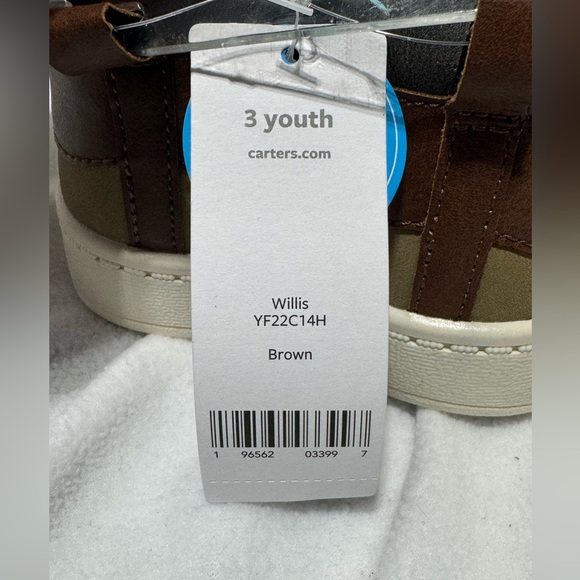 3 youth
carters.com
Willis
YF22C14H
Brown
1 96562 03399 7